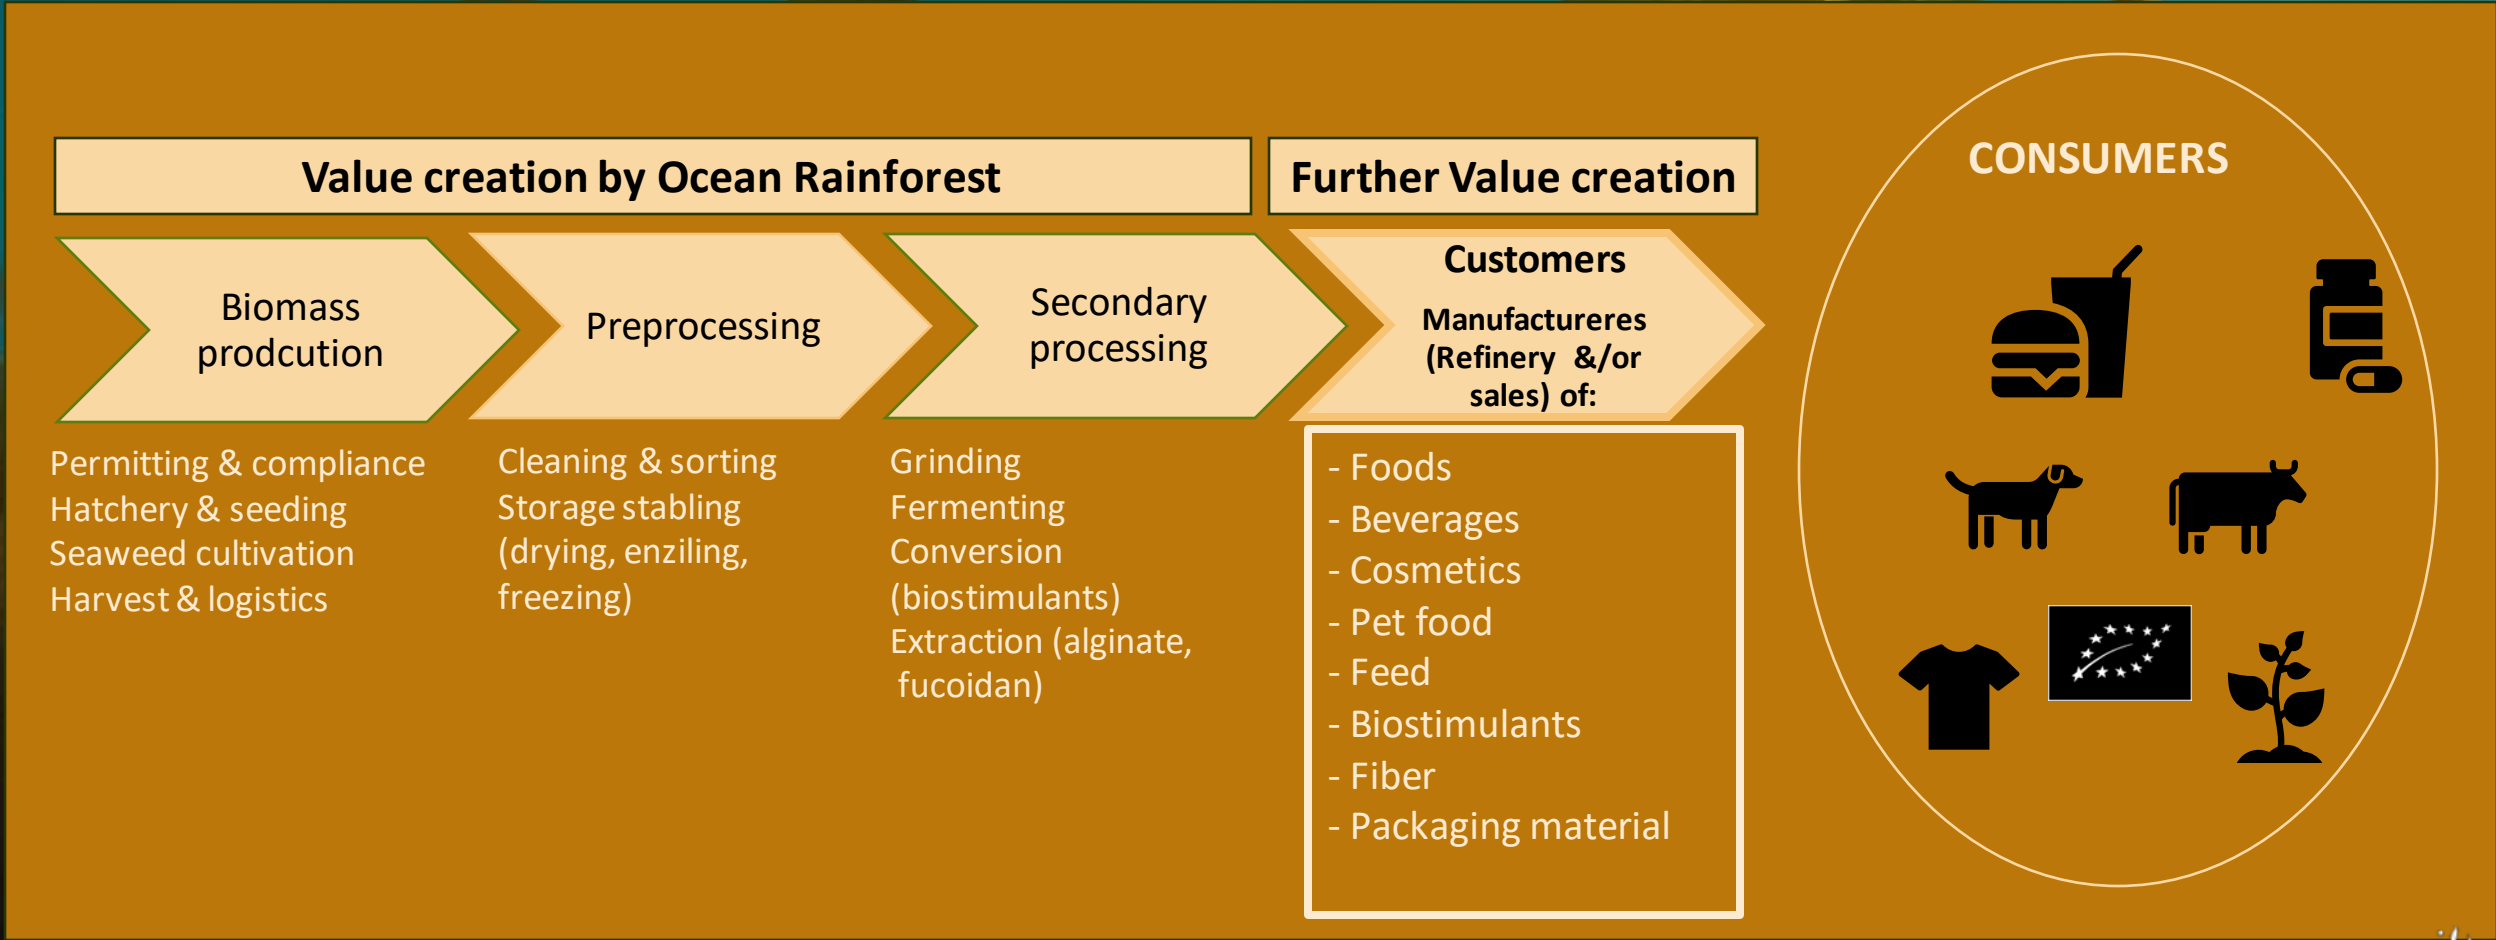 Value creation by Ocean Rainforest
Further Value creation
CONSUMERS
Biomass
prodcution
Preprocessing
Secondary
processing
Customers
Manufactureres
(Refinery &/or
sales) of:
Permitting & compliance
Hatchery & seeding
Seaweed cultivation
Harvest & logistics
Cleaning & sorting
Storage stabling
(drying, enziling,
freezing)
Grinding
Fermenting
Conversion
(biostimulants)
Extraction (alginate,
fucoidan)
- Foods
- Beverages
- Cosmetics
- Pet food
- Feed
- Biostimulants
- Fiber
- Packaging material